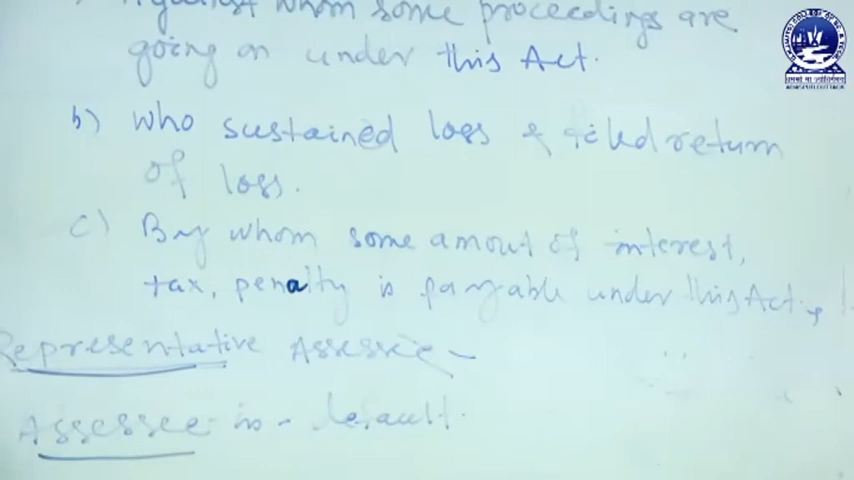 Against whom some proceedings are
going on under this Act.
b) who sustained loss & filed return
of loss.
c) By whom some amount of interest,
tax, penalty is payable under this Act,
Representative Assessee -
Assessee-in-default.